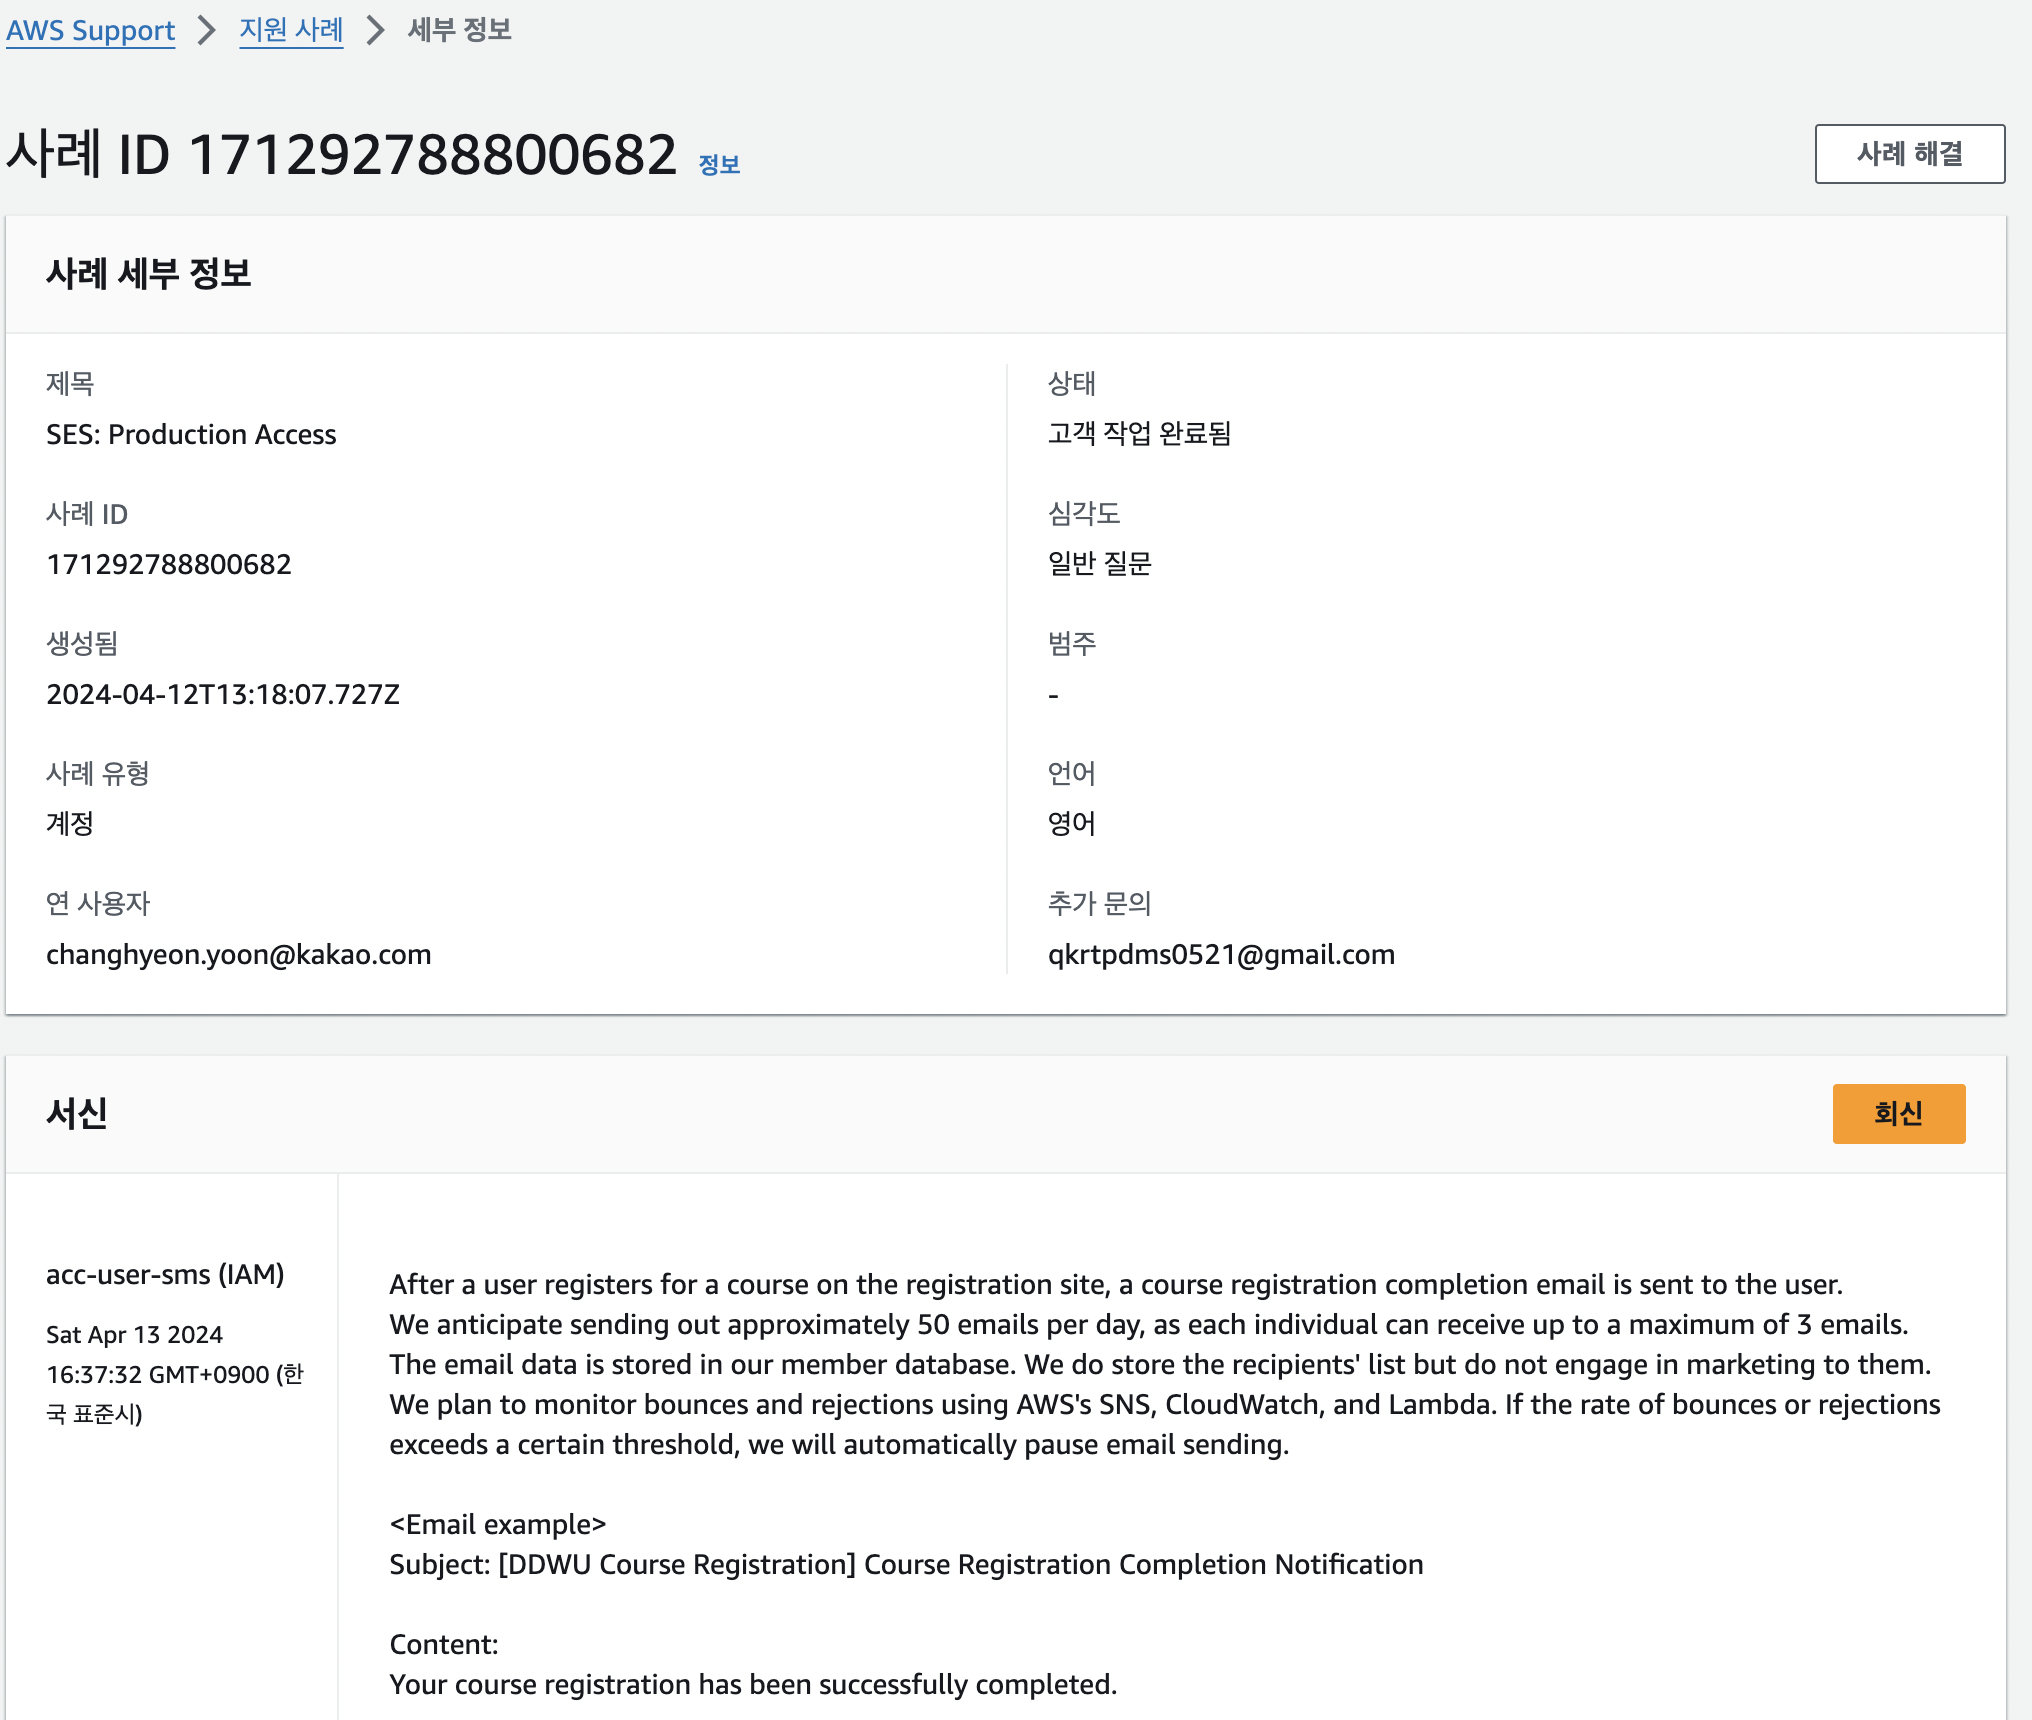 AWS Support > 지원 사례 > 세부 정보
사례 ID 171292788800682 정보
사례 해결
사례 세부 정보
제목
SES: Production Access
사례 ID
171292788800682
생성됨
2024-04-12T13:18:07.727Z
사례 유형
계정
연 사용자
changhyeon.yoon@kakao.com
상태
고객 작업 완료됨
심각도
일반 질문
범주
-
언어
영어
추가 문의
qkrtpdms0521@gmail.com
서신
회신
acc-user-sms (IAM)
Sat Apr 13 2024
16:37:32 GMT+0900 (한
국 표준시)
After a user registers for a course on the registration site, a course registration completion email is sent to the user.
We anticipate sending out approximately 50 emails per day, as each individual can receive up to a maximum of 3 emails.
The email data is stored in our member database. We do store the recipients' list but do not engage in marketing to them.
We plan to monitor bounces and rejections using AWS's SNS, CloudWatch, and Lambda. If the rate of bounces or rejections
exceeds a certain threshold, we will automatically pause email sending.
<Email example>
Subject: [DDWU Course Registration] Course Registration Completion Notification
Content:
Your course registration has been successfully completed.